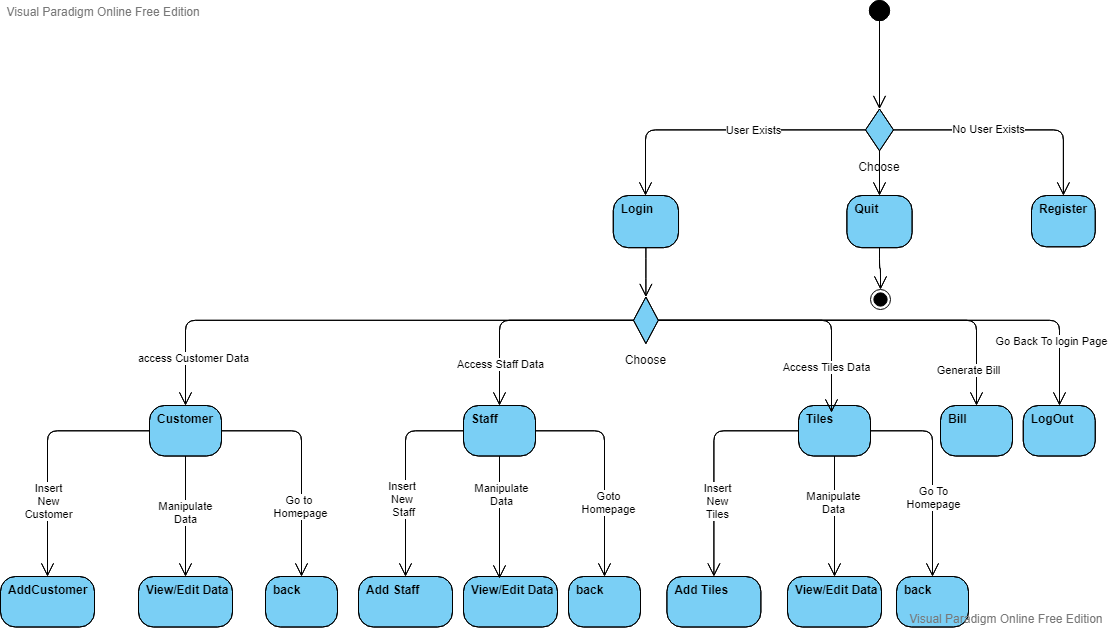 Visual Paradigm Online Free Edition
User Exists
No User Exists
Choose
Login
Quit
Register
Choose
access Customer Data
Access Staff Data
Access Tiles Data
Generate Bill
Go Back To login Page
Customer
Staff
Tiles
Bill
LogOut
Insert
New
Customer
Manipulate
Data
Go to
Homepage
Insert
New
Staff
Manipulate
Data
Goto
Homepage
Insert
New
Tiles
Manipulate
Data
Go To
Homepage
AddCustomer
View/Edit Data
back
Add Staff
View/Edit Data
back
Add Tiles
View/Edit Data
back
Visual Paradigm Online Free Edition